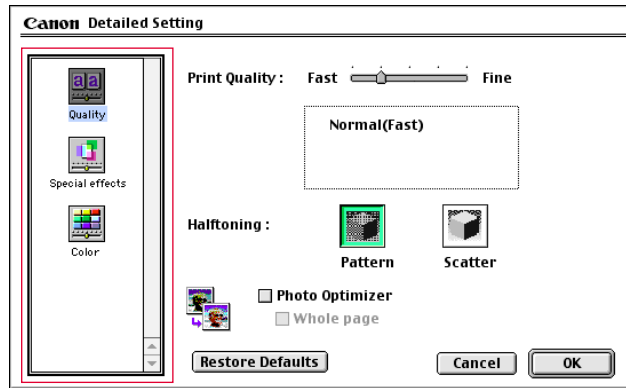 Canon Detailed Setting
Quality
Special effects
Color
Print Quality : Fast Fine
Normal(Fast)
Halftoning :
Pattern Scatter
Photo Optimizer
Whole page
Restore Defaults Cancel OK